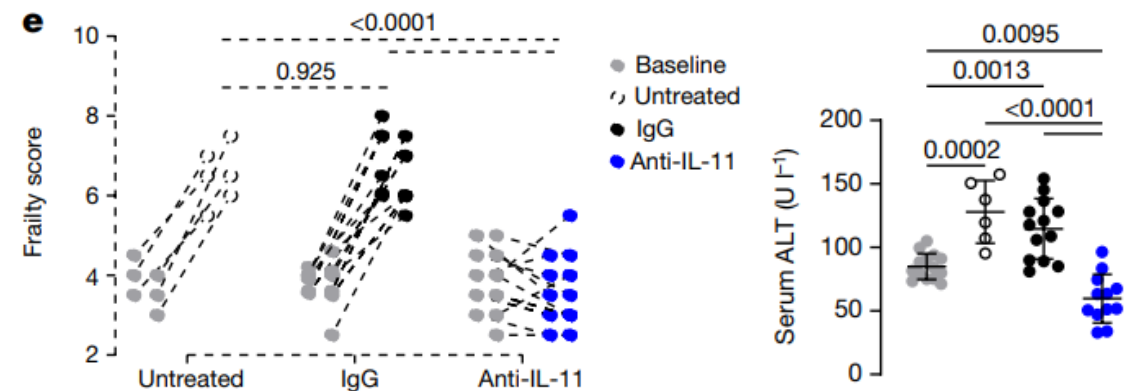 e
<0.0001
0.925
10
8
6
4
2
Frailty score
Untreated
IgG
Anti-IL-11
Baseline
Untreated
IgG
Anti-IL-11
0.0095
0.0013
<0.0001
0.0002
200
150
100
50
0
Serum ALT (U l⁻¹)